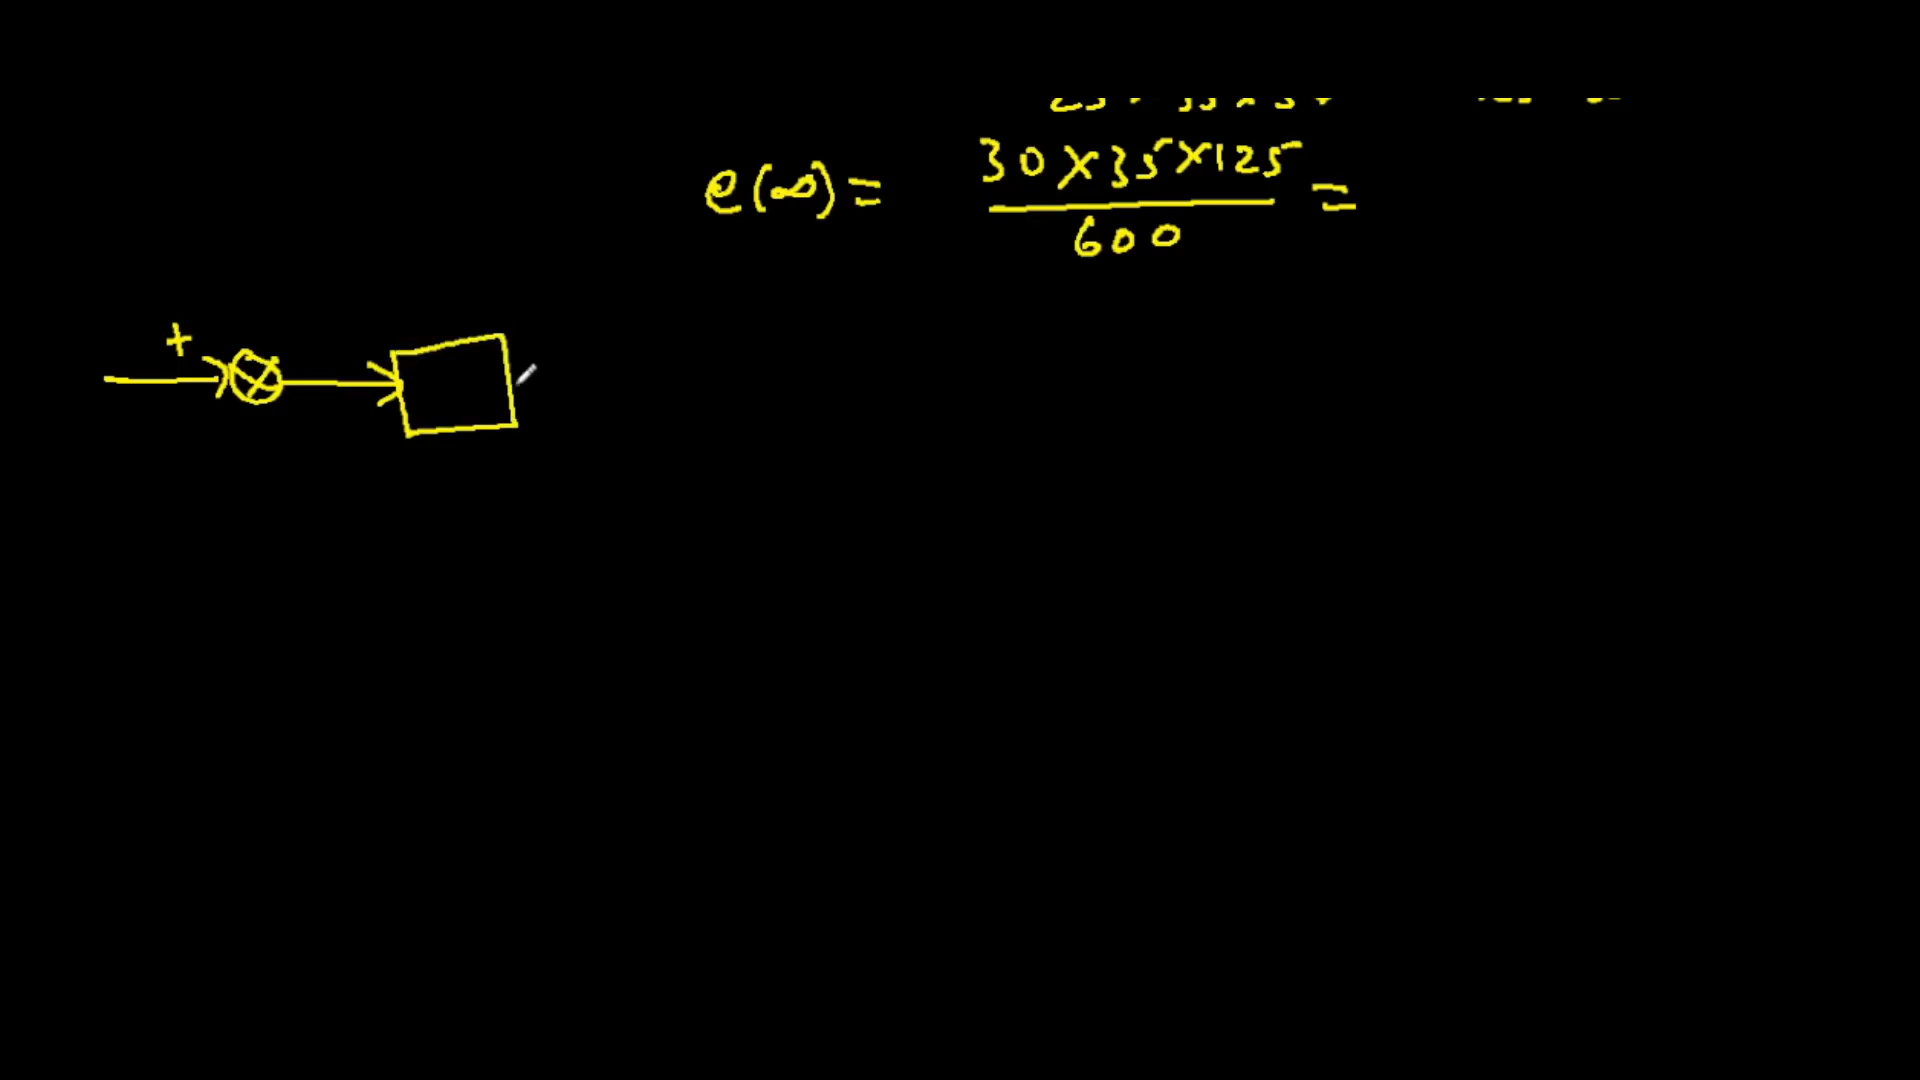 e(∞) = 30 × 35 × 125 / 600 =
+